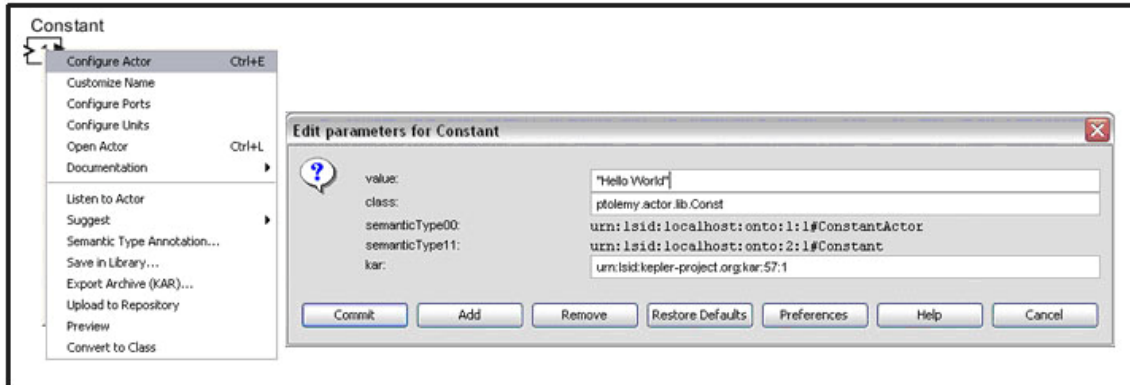 Constant
1
Configure Actor Ctrl+E
Customize Name
Configure Ports
Configure Units
Open Actor Ctrl+L
Documentation
Listen to Actor
Suggest
Semantic Type Annotation...
Save in Library...
Export Archive (KAR)...
Upload to Repository
Preview
Convert to Class
Edit parameters for Constant
?
value: "Hello World"
class: ptolemy.actor.lib.Const
semanticType00: urn:lsid:localhost:onto:1:1#ConstantActor
semanticType11: urn:lsid:localhost:onto:2:1#Constant
kar: urn:lsid:kepler-project.org:kar:57:1
Commit Add Remove Restore Defaults Preferences Help Cancel